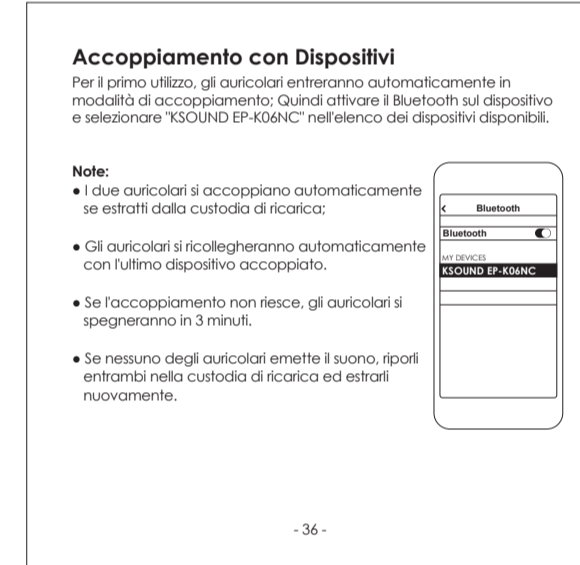 Accoppiamento con Dispositivi
Per il primo utilizzo, gli auricolari entreranno automaticamente in
modalità di accoppiamento; Quindi attivare il Bluetooth sul dispositivo
e selezionare "KSOUND EP-K06NC" nell'elenco dei dispositivi disponibili.
Note:
● I due auricolari si accoppiano automaticamente
se estratti dalla custodia di ricarica;
● Gli auricolari si ricollegheranno automaticamente
con l'ultimo dispositivo accoppiato.
● Se l'accoppiamento non riesce, gli auricolari si
spegneranno in 3 minuti.
● Se nessuno degli auricolari emette il suono, riporli
entrambi nella custodia di ricarica ed estrarli
nuovamente.
< Bluetooth
Bluetooth
MY DEVICES
KSOUND EP-K06NC
- 36 -